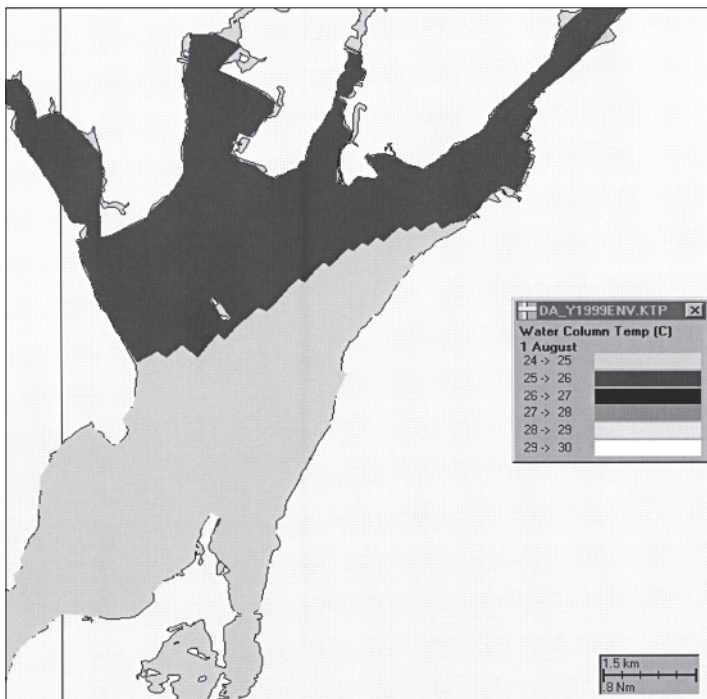 DA_Y1999ENV.KTP
Water Column Temp (C)
1 August
24 -> 25
25 -> 26
26 -> 27
27 -> 28
28 -> 29
29 -> 30
1.5 km
.8 Nm